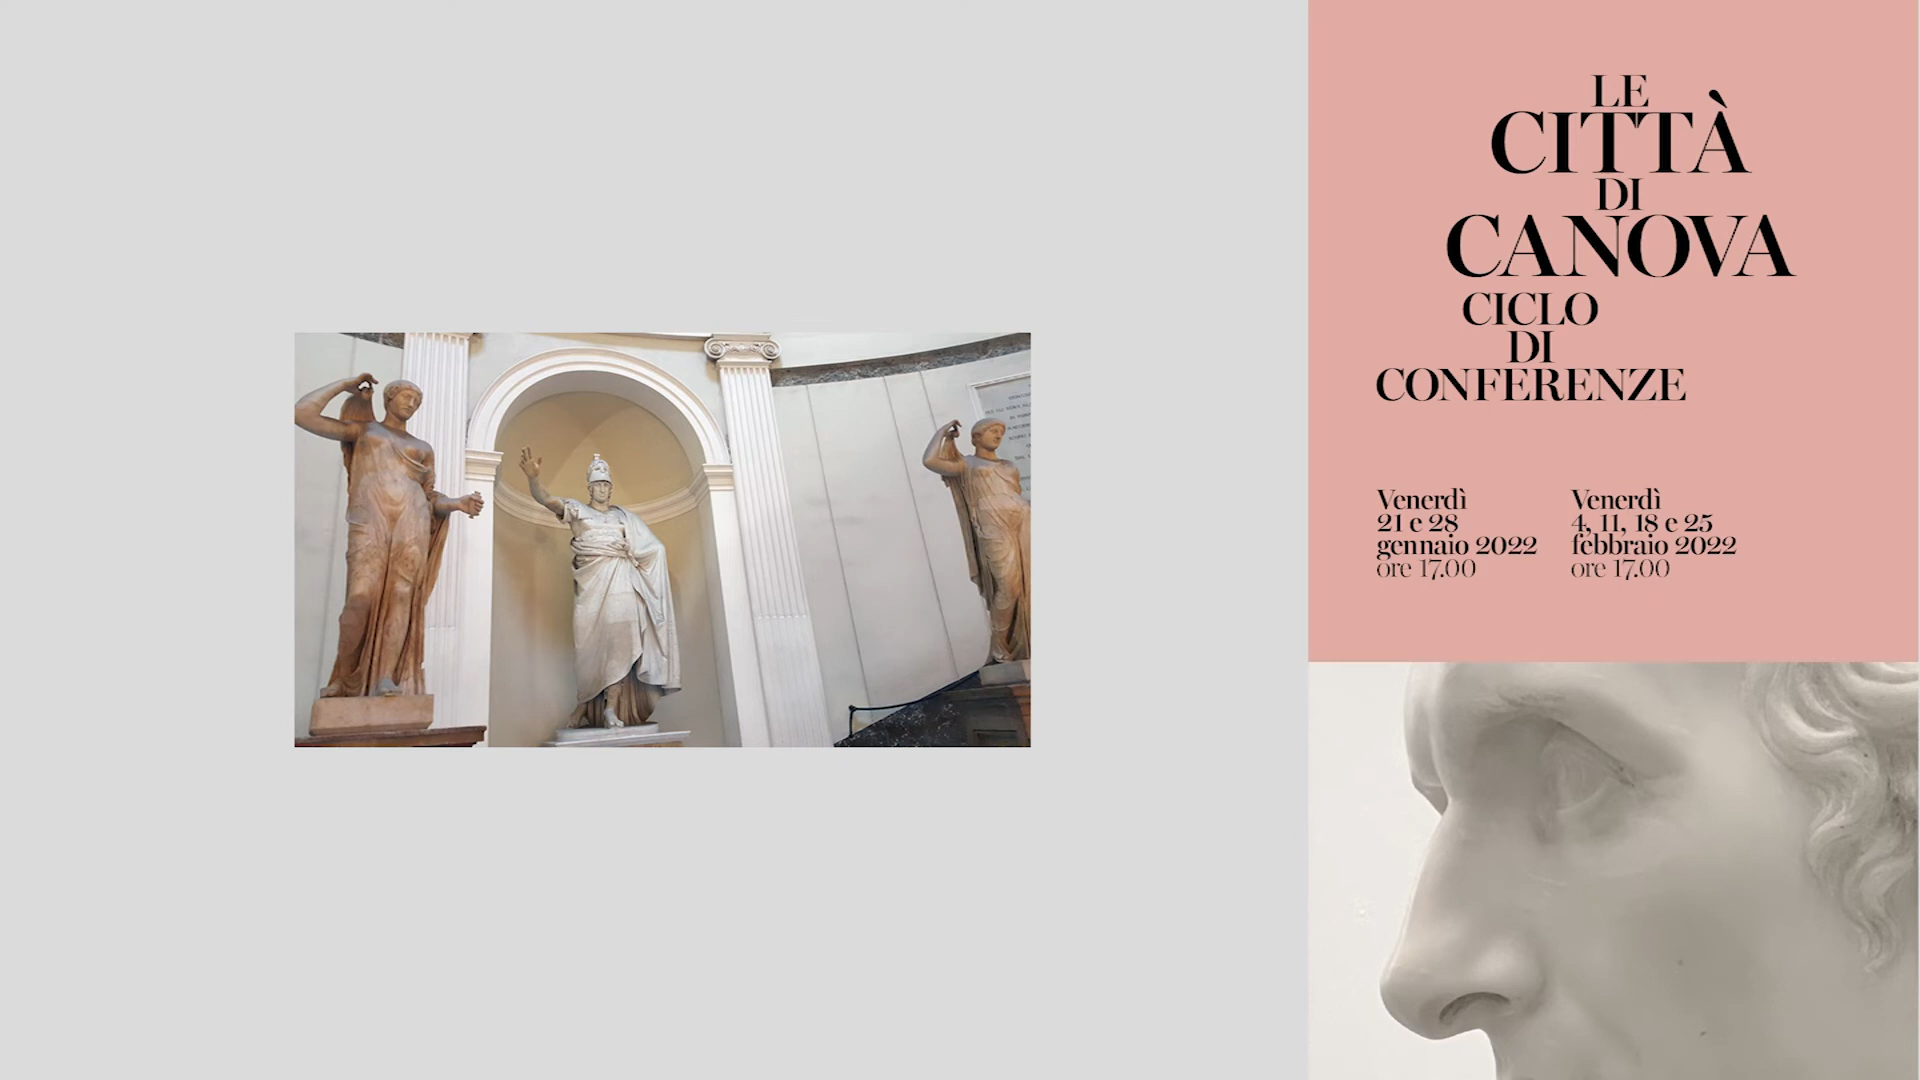 LE
CITTÀ
DI
CANOVA
CICLO
DI
CONFERENZE
Venerdì
21 e 28
gennaio 2022
ore 17.00
Venerdì
4, 11, 18 e 25
febbraio 2022
ore 17.00